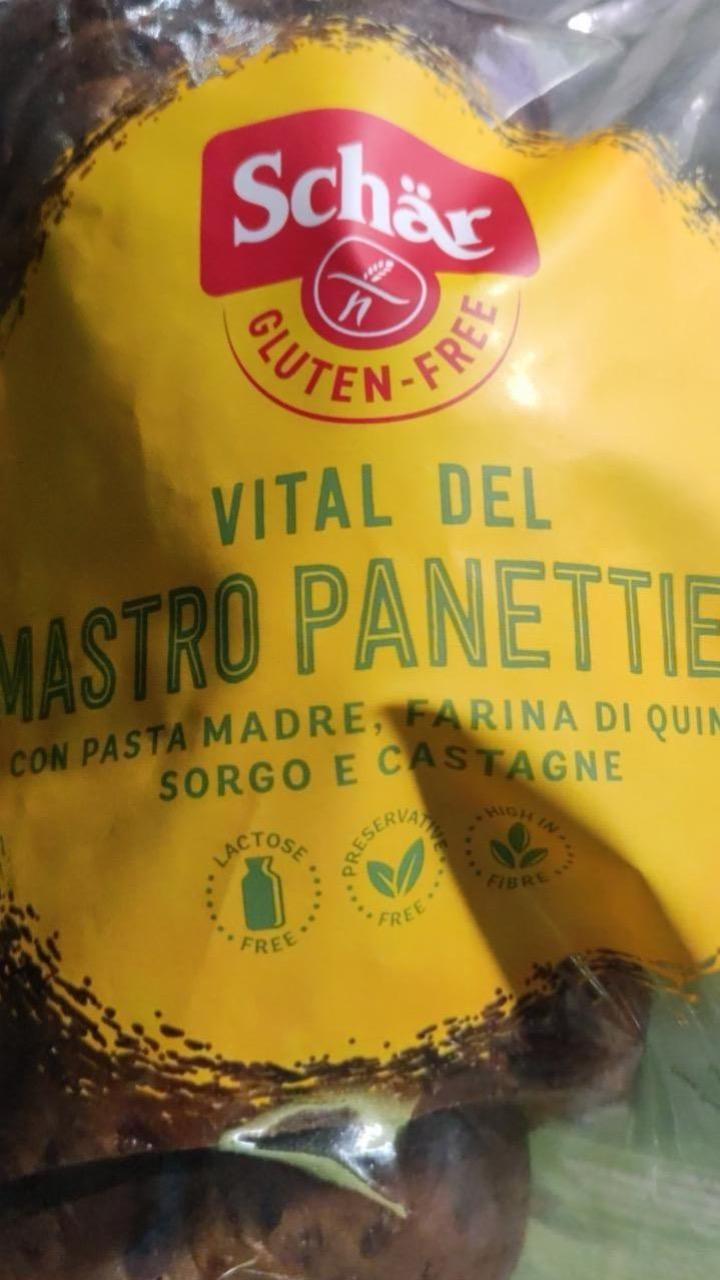 Schär
GLUTEN-FREE
VITAL DEL
MASTRO PANETTIE
CON PASTA MADRE, FARINA DI QUIN
SORGO E CASTAGNE
LACTOSE
FREE
PRESERVATIVE
FREE
HIGH IN
FIBRE